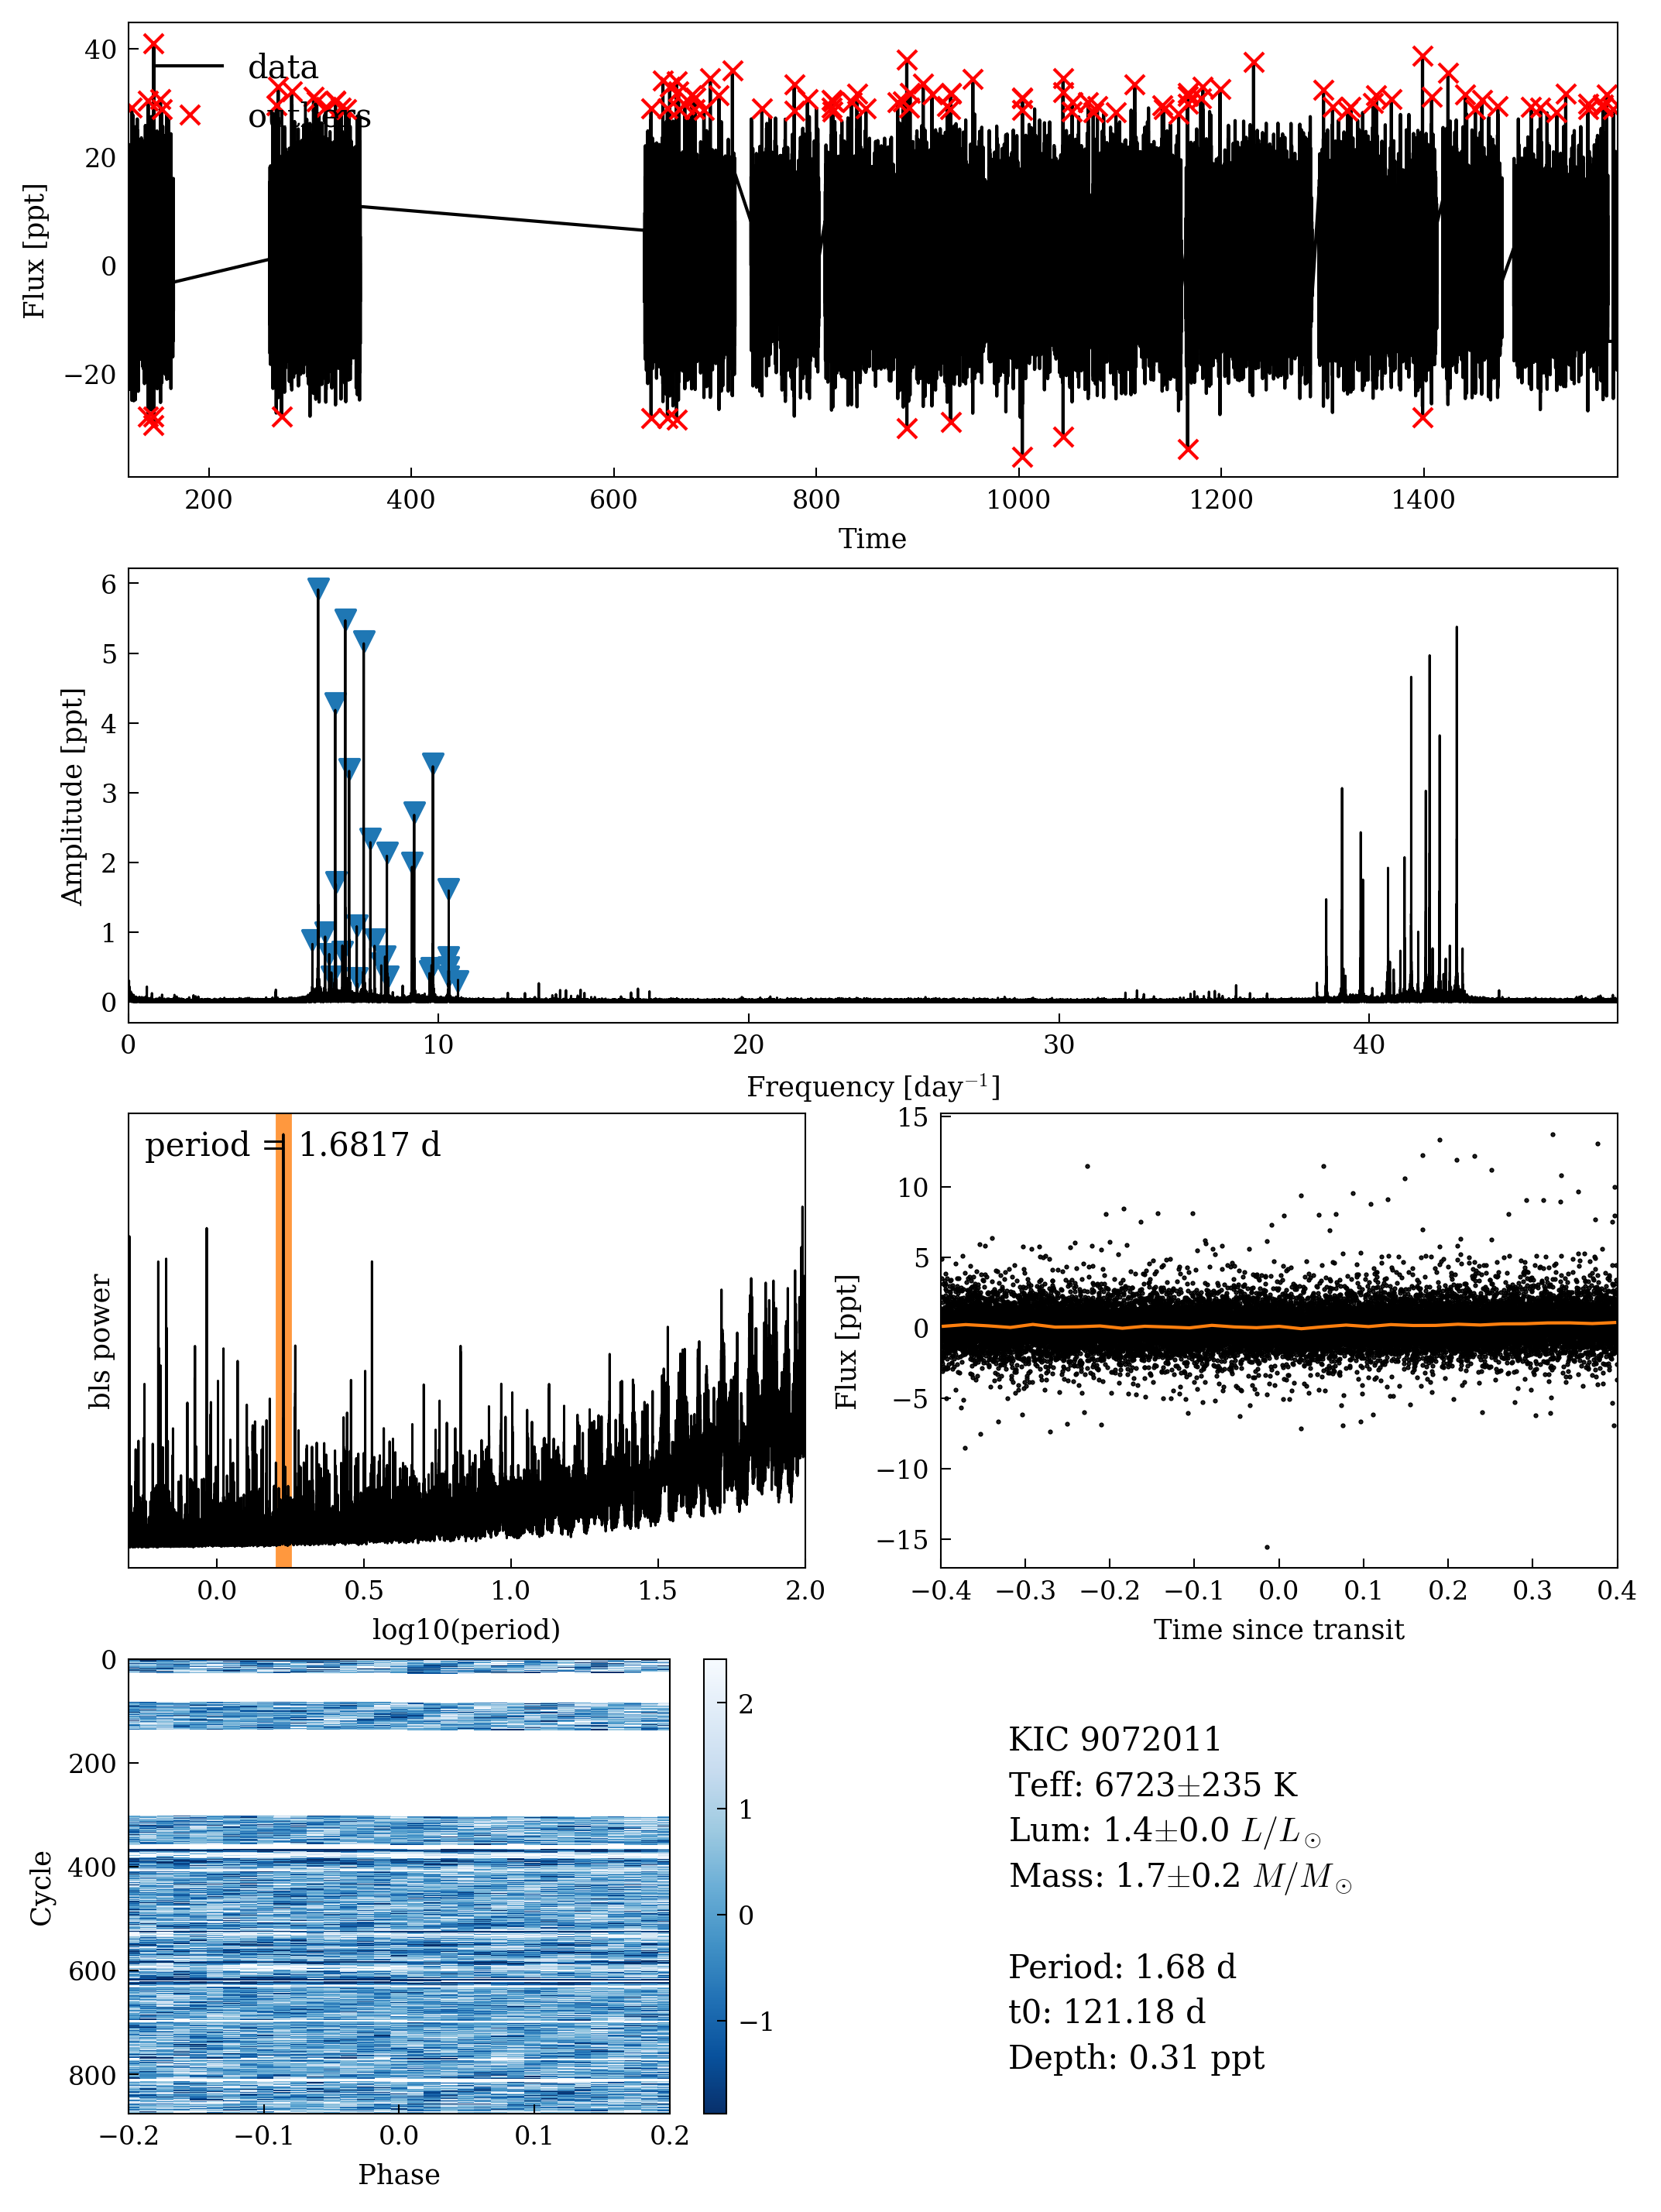 40
20
0
−20
Flux [ppt]
data
others
200 400 600 800 1000 1200 1400
Time
6
5
4
3
2
1
0
Amplitude [ppt]
0 10 20 30 40
Frequency [day⁻¹]
period = 1.6817 d
bls power
0.0 0.5 1.0 1.5 2.0
log10(period)
15
10
5
0
−5
−10
−15
Flux [ppt]
−0.4 −0.3 −0.2 −0.1 0.0 0.1 0.2 0.3 0.4
Time since transit
0
200
400
600
800
Cycle
−0.2 −0.1 0.0 0.1 0.2
Phase
2
1
0
−1
KIC 9072011
Teff: 6723±235 K
Lum: 1.4±0.0 L/L⊙
Mass: 1.7±0.2 M/M⊙
Period: 1.68 d
t0: 121.18 d
Depth: 0.31 ppt